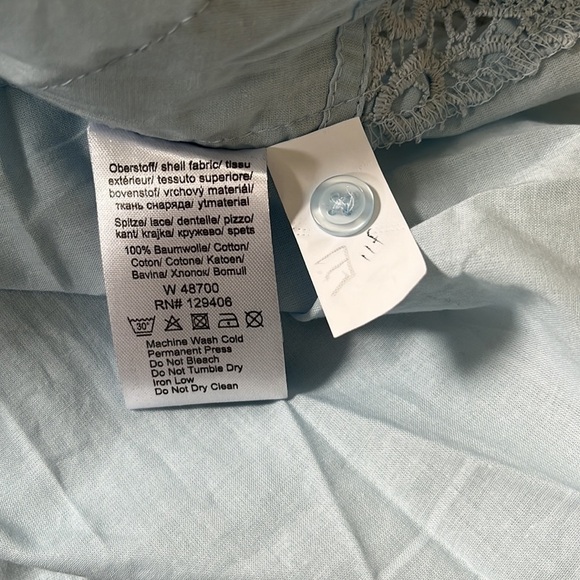 Oberstoff/ shell fabric/ tissu
extérieur/ tessuto superiore/
bovenstof/ vrchový materiál/
ткань снаряда/ ytmaterial
Spitze/ lace/ dentelle/ pizzo/
kant/ krajka/ кружево/ spets
100% Baumwolle/ Cotton/
Coton/ Cotone/ Katoen/
Bavlna/ Хлопок/ Bomull
W 48700
RN# 129406
30°
Machine Wash Cold
Permanent Press
Do Not Bleach
Do Not Tumble Dry
Iron Low
Do Not Dry Clean